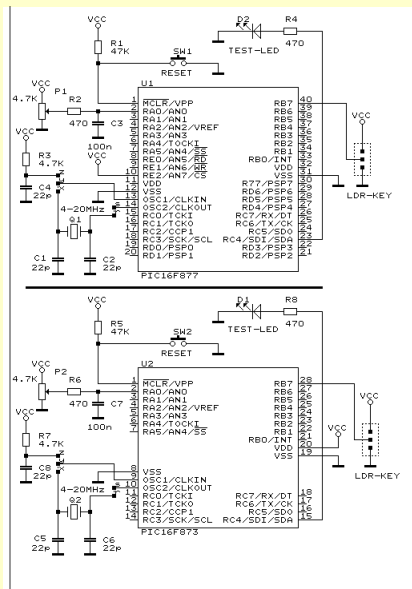 VCC
R1
47K
SW1
RESET
D2
TEST-LED
R4
470
VCC
P1
4.7K
R2
470
C3
100n
U1
1 MCLR/VPP
2 RA0/AN0
3 RA1/AN1
4 RA2/AN2/VREF
5 RA3/AN3
6 RA4/TOCKI
7 RA5/AN4/SS
8 RE0/AN5/RD
9 RE1/AN6/WR
10 RE2/AN7/CS
11 VDD
12 VSS
13 OSC1/CLKIN
14 OSC2/CLKOUT
15 RC0/TCKI
16 RC1/TCK0
17 RC2/CCP1
18 RC3/SCK/SCL
19 RD0/PSP0
20 RD1/PSP1
RB7 40
RB6 39
RB5 38
RB4 37
RB3 36
RB2 35
RB1 34
RB0/INT 33
VDD 32
VSS 31
R77/PSP7 30
RD6/PSP6 29
RD5/PSP5 28
RD4/PSP4 27
RC7/RX/DT 26
RC6/TX/CK 25
RC5/SDO 24
RC4/SDI/SDA 23
RD3/PSP3 22
RD2/PSP2 21
PIC16F877
VCC
LDR-KEY
VCC
R3
4.7K
VCC
C4
22p
4-20MHz
Q1
C1
22p
C2
22p
VCC
R5
47K
SW2
RESET
D1
TEST-LED
R8
470
VCC
P2
4.7K
R6
470
C7
100n
U2
1 MCLR/VPP
2 RA0/AN0
3 RA1/AN1
4 RA2/AN2/VREF
5 RA3/AN3
6 RA4/TOCKI
7 RA5/AN4/SS
8 VSS
9 OSC1/CLKIN
10 OSC2/CLKOUT
11 RC0/TCKI
12 RC1/TCK0
13 RC2/CCP1
14 RC3/SCK/SCL
RB7 28
RB6 27
RB5 26
RB4 25
RB3 24
RB2 23
RB1 22
RB0/INT 21
VDD 20
VSS 19
RC7/RX/DT 18
RC6/TX/CK 17
RC5/SDO 16
RC4/SDI/SDA 15
PIC16F873
VCC
VCC
LDR-KEY
R7
4.7K
C8
22p
4-20MHz
Q2
C5
22p
C6
22p